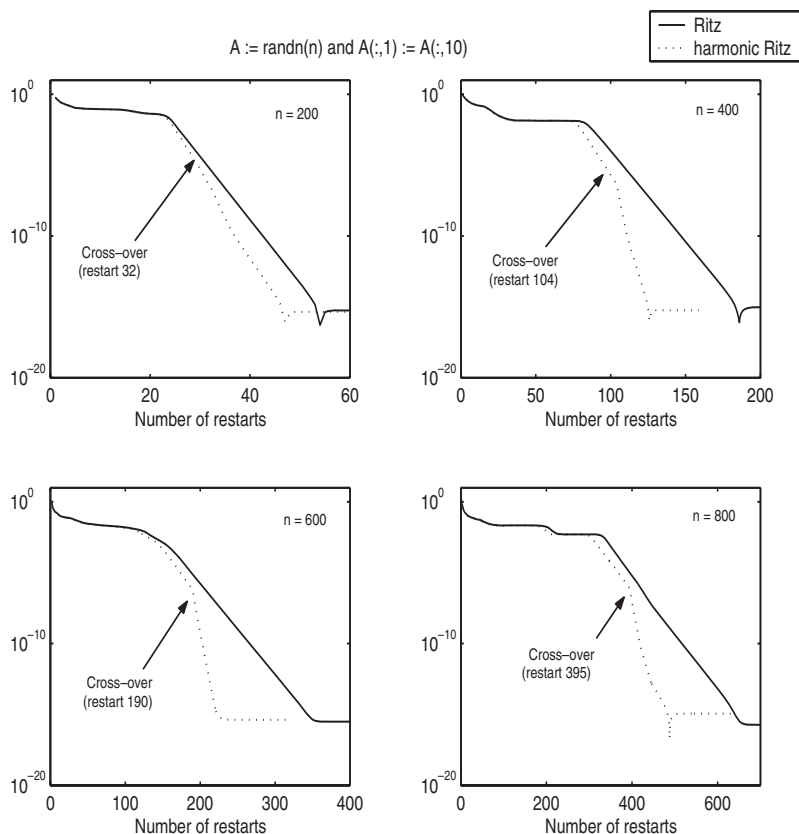 A := randn(n) and A(:,1) := A(:,10)
Ritz
harmonic Ritz
10^0
10^−10
10^−20
n = 200
Cross–over
(restart 32)
0 20 40 60
Number of restarts
10^0
10^−10
10^−20
n = 400
Cross–over
(restart 104)
0 50 100 150 200
Number of restarts
10^0
10^−10
10^−20
n = 600
Cross–over
(restart 190)
0 100 200 300 400
Number of restarts
10^0
10^−10
10^−20
n = 800
Cross–over
(restart 395)
0 200 400 600
Number of restarts